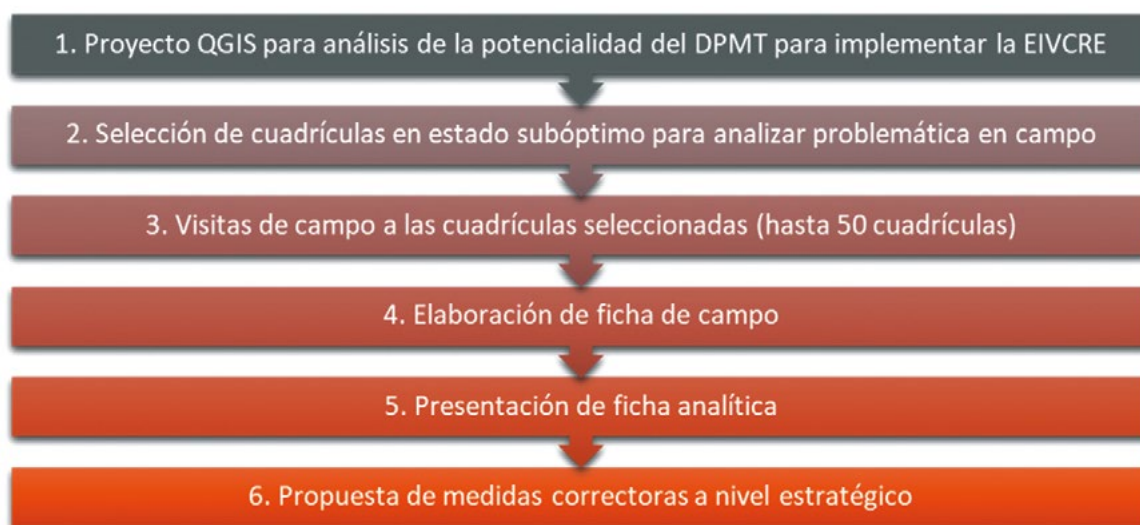 1. Proyecto QGIS para análisis de la potencialidad del DPMT para implementar la EIVCRE
2. Selección de cuadrículas en estado subóptimo para analizar problemática en campo
3. Visitas de campo a las cuadrículas seleccionadas (hasta 50 cuadrículas)
4. Elaboración de ficha de campo
5. Presentación de ficha analítica
6. Propuesta de medidas correctoras a nivel estratégico